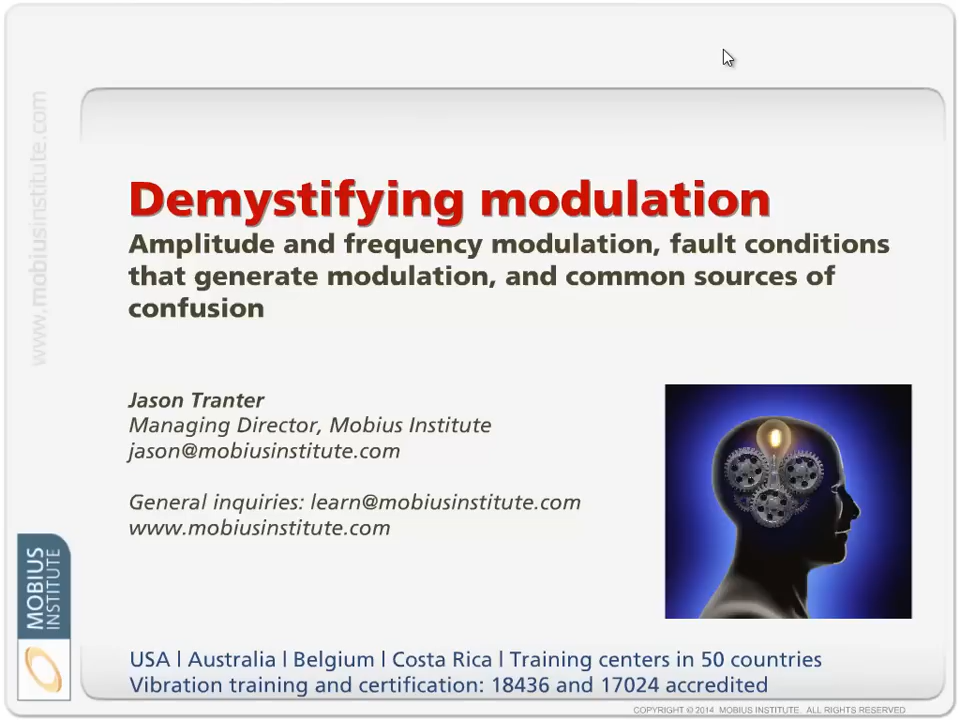 www.mobiusinstitute.com
Demystifying modulation
Amplitude and frequency modulation, fault conditions
that generate modulation, and common sources of
confusion
Jason Tranter
Managing Director, Mobius Institute
jason@mobiusinstitute.com
General inquiries: learn@mobiusinstitute.com
www.mobiusinstitute.com
MOBIUS
INSTITUTE
USA | Australia | Belgium | Costa Rica | Training centers in 50 countries
Vibration training and certification: 18436 and 17024 accredited
COPYRIGHT © 2014 MOBIUS INSTITUTE. ALL RIGHTS RESERVED